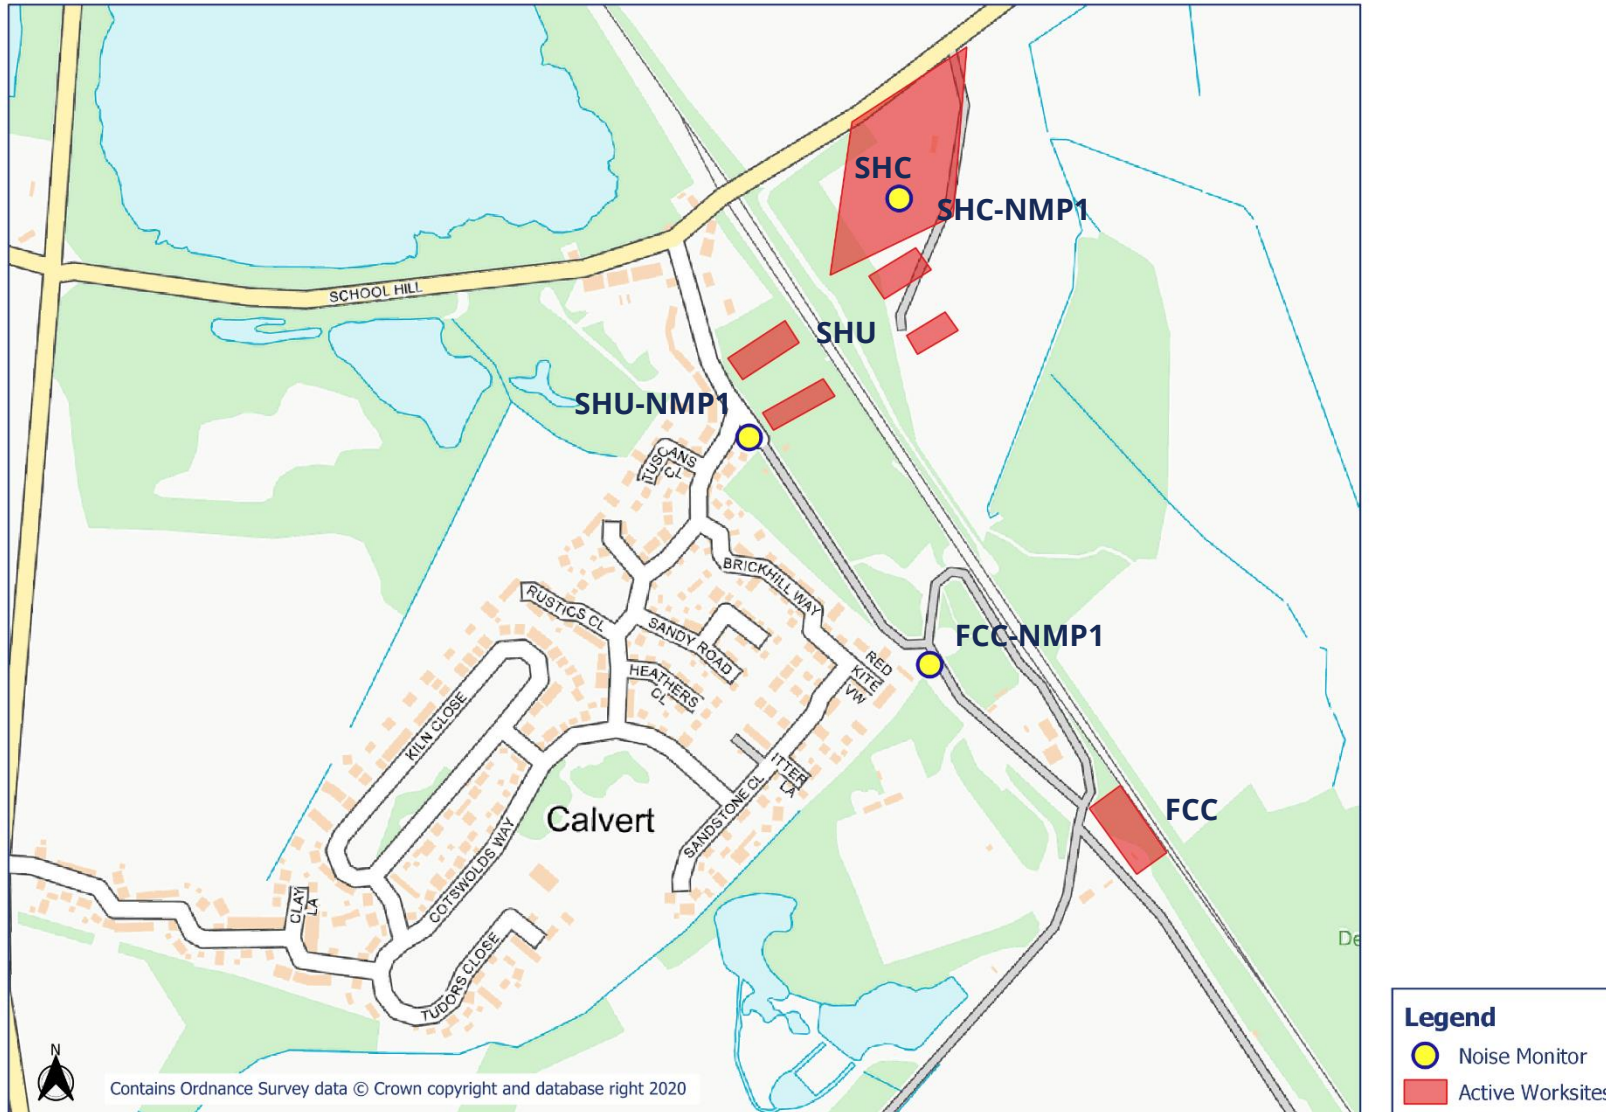 SHC
SHC-NMP1
SCHOOL HILL
SHU
SHU-NMP1
TUSCANS
CL
BRICKHILL WAY
RUSTICS CL
SANDY ROAD
FCC-NMP1
RED
KITE
VW
HEATHERS
CL
KILN CLOSE
ITTER
LA
SANDSTONE CL
FCC
Calvert
COTSWOLDS WAY
CLAY
LA
TUDORS CLOSE
De
N
Contains Ordnance Survey data © Crown copyright and database right 2020
Legend
Noise Monitor
Active Worksites